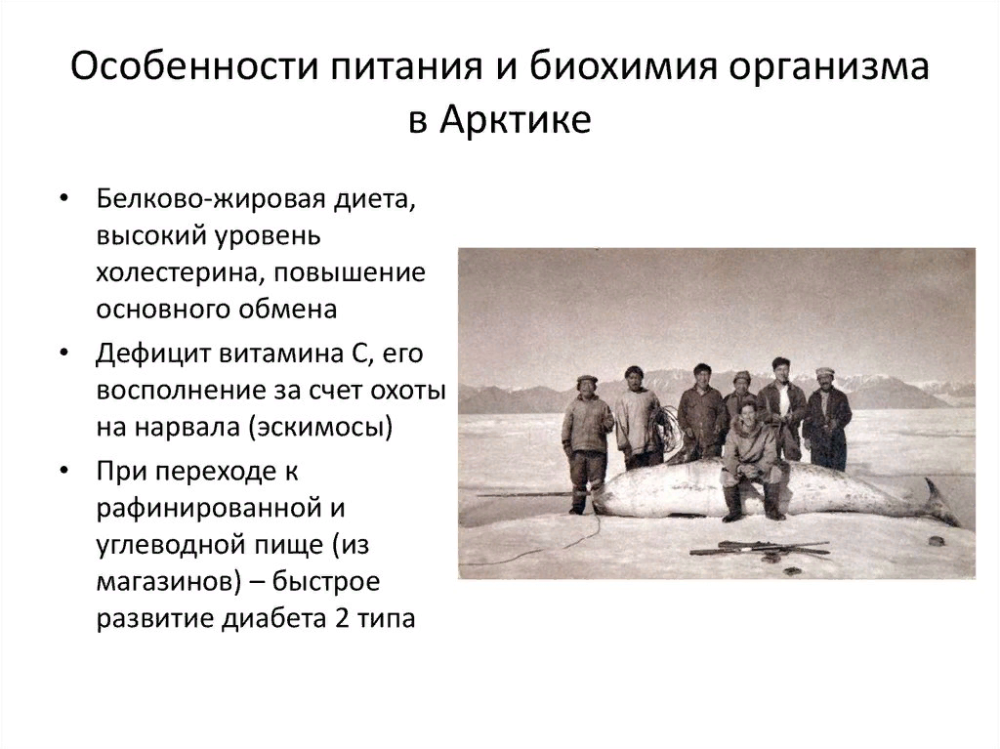 Особенности питания и биохимия организма
в Арктике
• Белково-жировая диета,
высокий уровень
холестерина, повышение
основного обмена
• Дефицит витамина С, его
восполнение за счет охоты
на нарвала (эскимосы)
• При переходе к
рафинированной и
углеводной пище (из
магазинов) – быстрое
развитие диабета 2 типа